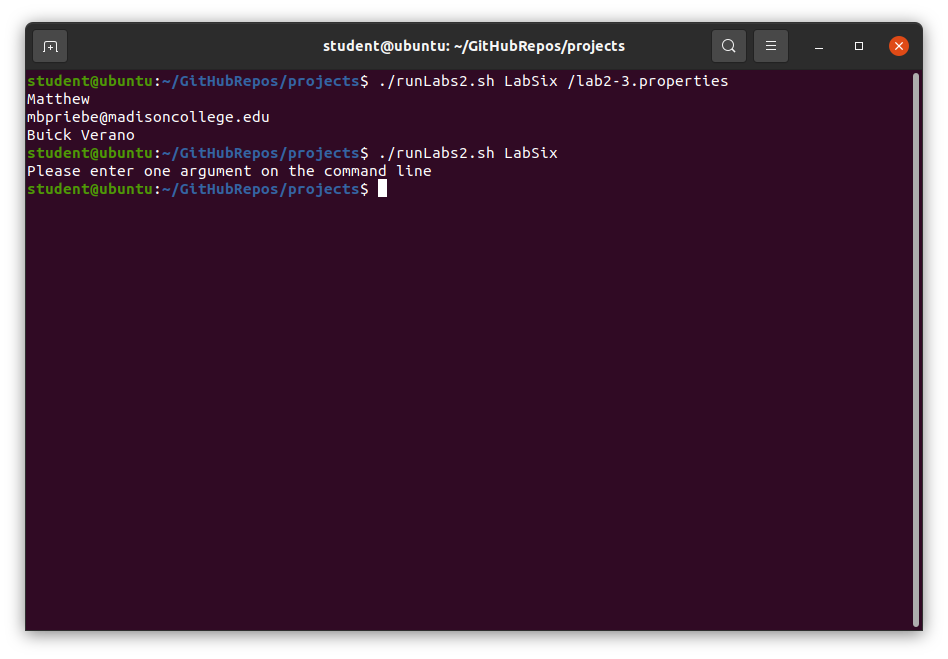 student@ubuntu: ~/GitHubRepos/projects
student@ubuntu:~/GitHubRepos/projects$ ./runLabs2.sh LabSix /lab2-3.properties
Matthew
mbpriebe@madisoncollege.edu
Buick Verano
student@ubuntu:~/GitHubRepos/projects$ ./runLabs2.sh LabSix
Please enter one argument on the command line
student@ubuntu:~/GitHubRepos/projects$